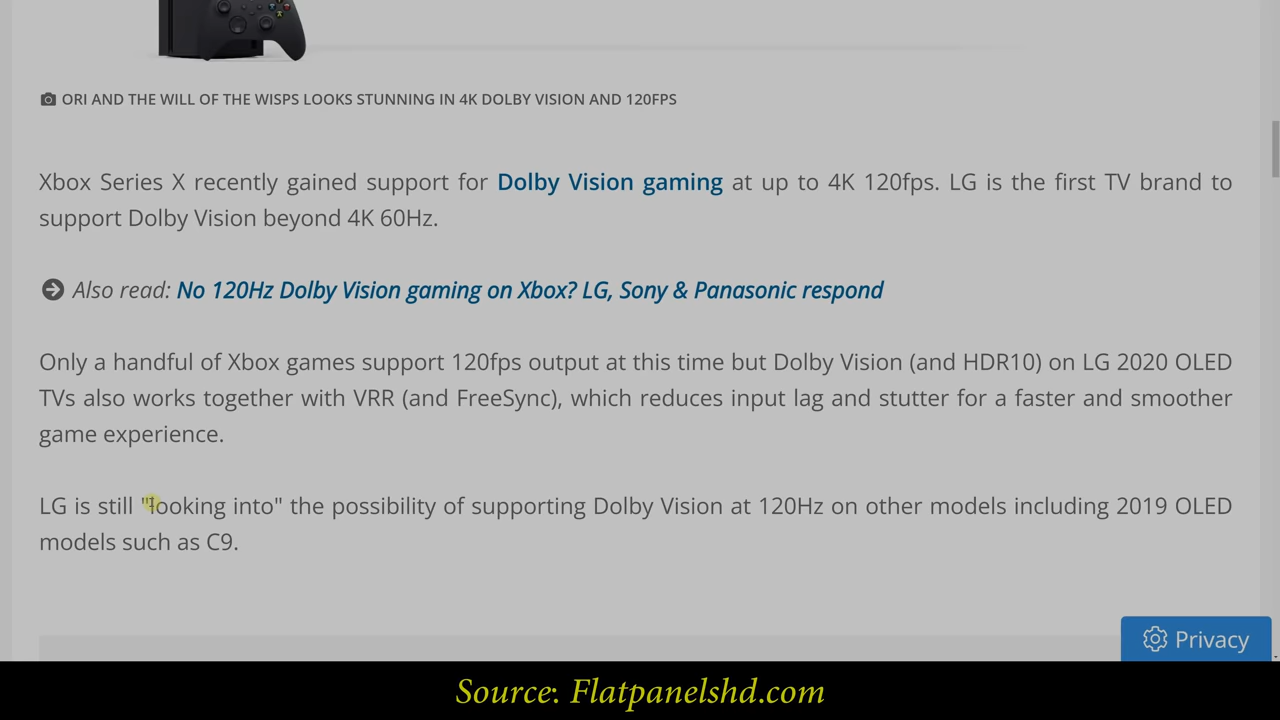 ORI AND THE WILL OF THE WISPS LOOKS STUNNING IN 4K DOLBY VISION AND 120FPS
Xbox Series X recently gained support for Dolby Vision gaming at up to 4K 120fps. LG is the first TV brand to
support Dolby Vision beyond 4K 60Hz.
Also read: No 120Hz Dolby Vision gaming on Xbox? LG, Sony & Panasonic respond
Only a handful of Xbox games support 120fps output at this time but Dolby Vision (and HDR10) on LG 2020 OLED
TVs also works together with VRR (and FreeSync), which reduces input lag and stutter for a faster and smoother
game experience.
LG is still "looking into" the possibility of supporting Dolby Vision at 120Hz on other models including 2019 OLED
models such as C9.
Privacy
Source: Flatpanelshd.com